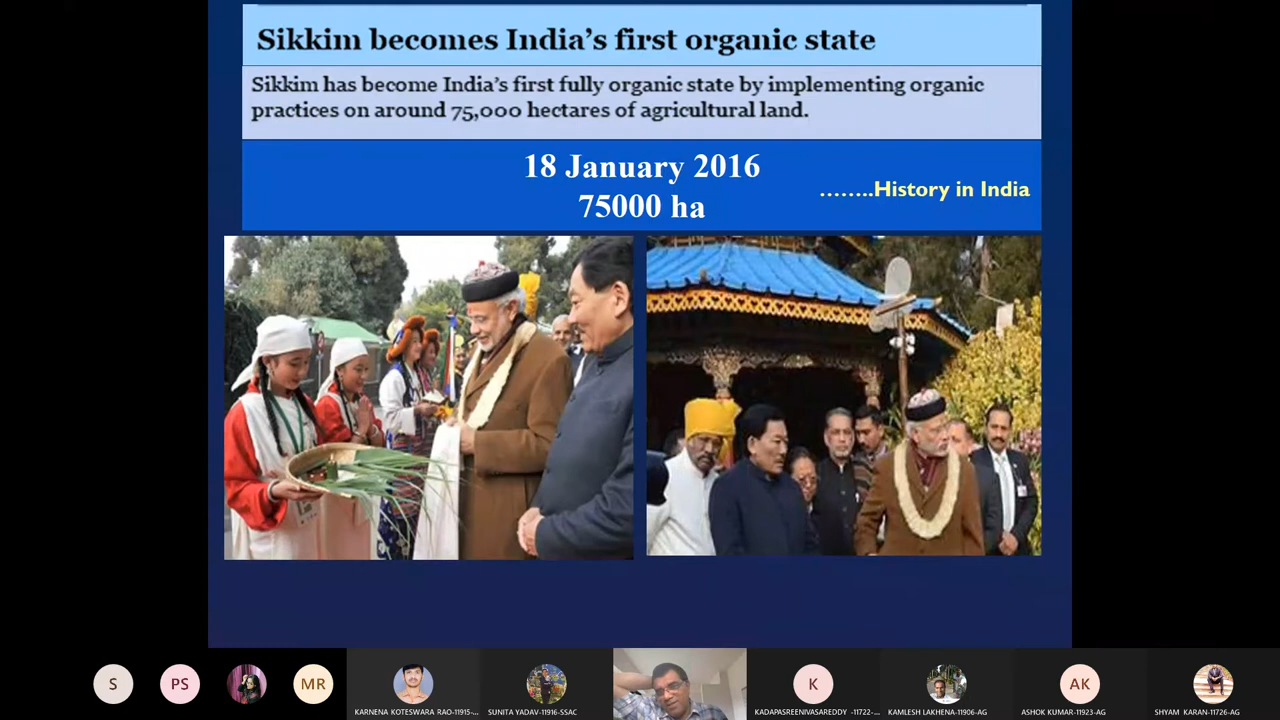 Sikkim becomes India's first organic state
Sikkim has become India's first fully organic state by implementing organic
practices on around 75,000 hectares of agricultural land.
18 January 2016
75000 ha
........History in India
S
PS
MR
KARNENA KOTESWARA RAO-11915-...
SUNITA YADAV-11916-SSAC
K
KADAPASREENIVASAREDDY -11722-...
KAMLESH LAKHENA-11906-AG
AK
ASHOK KUMAR-11923-AG
SHYAM KARAN-11726-AG